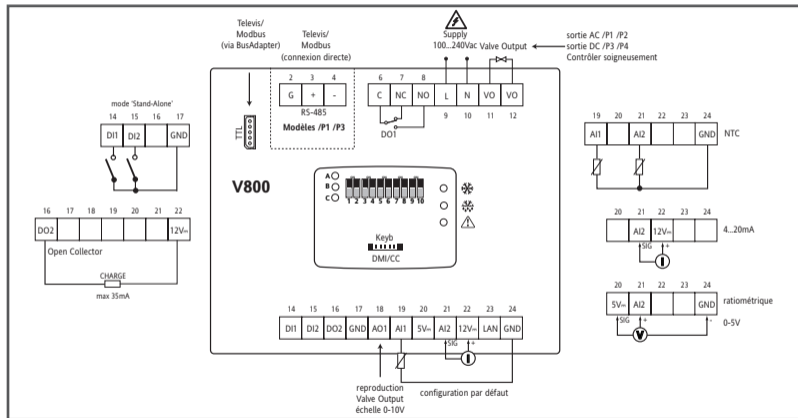 Televis/
Modbus
(via BusAdapter)
Televis/
Modbus
(connexion directe)
Supply
100...240Vac
Valve Output
sortie AC /P1 /P2
sortie DC /P3 /P4
Contrôler soigneusement
2 3 4
G + -
RS-485
Modèles /P1 /P3
6 7 8
C NC NO L N VO VO
9 10 11 12
DO1
TTL
mode 'Stand-Alone'
14 15 16 17
DI1 DI2 GND
16 17 18 19 20 21 22
DO2 12V⎓
Open Collector
CHARGE
max 35mA
V800
A
B
C
1 2 3 4 5 6 7 8 9 10
Keyb
DMI/CC
19 20 21 22 23 24
AI1 AI2 GND
NTC
20 21 22 23 24
AI2 12V⎓
4...20mA
SIG +
I
20 21 22 23 24
5V⎓ AI2 GND
ratiométrique
0-5V
SIG + -
V
14 15 16 17 18 19 20 21 22 23 24
DI1 DI2 DO2 GND AO1 AI1 5V⎓ AI2 12V⎓ LAN GND
SIG +
I
reproduction
Valve Output
échelle 0-10V
configuration par défaut